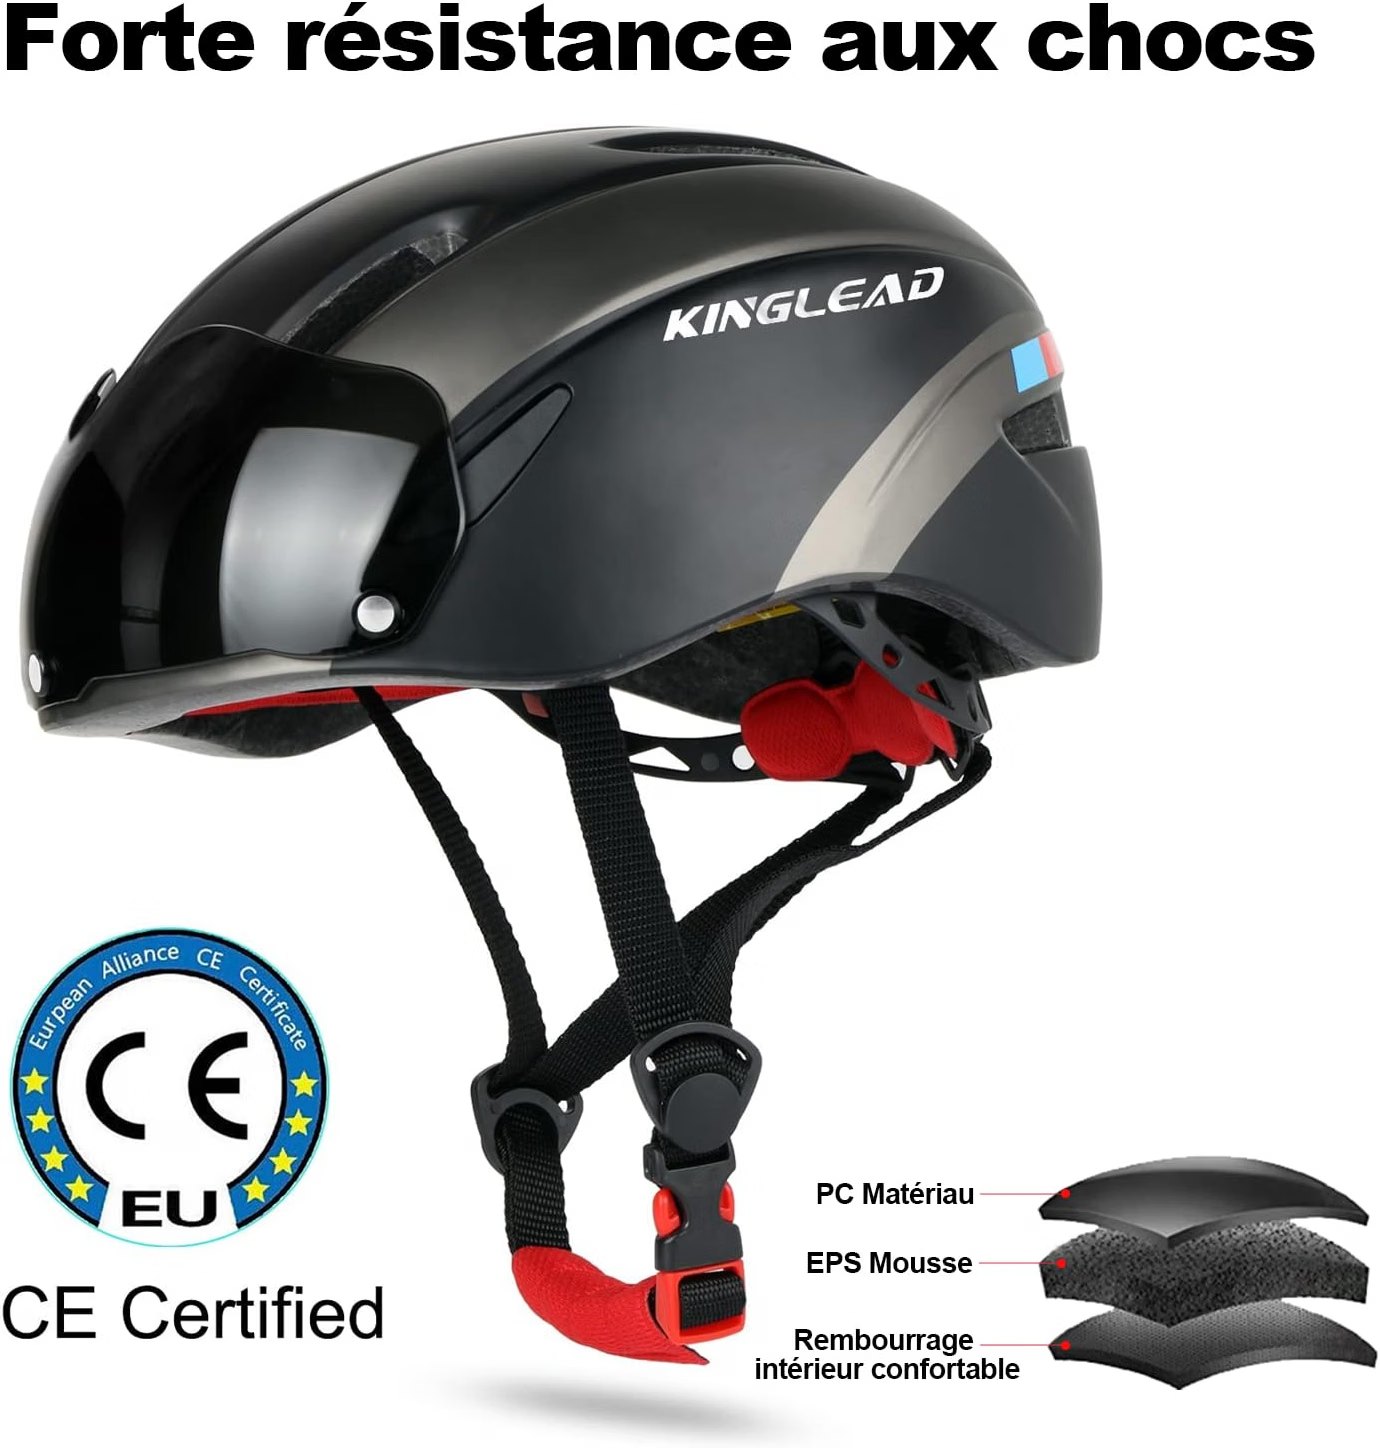 Forte résistance aux chocs
KINGLEAD
Eurpean Alliance CE Certificate
CE
EU
CE Certified
PC Matériau
EPS Mousse
Rembourrage
intérieur confortable